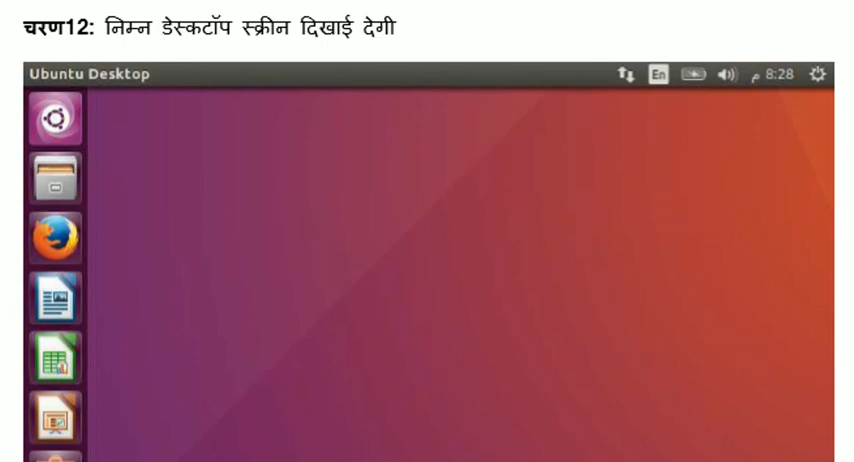 चरण12: निम्न डेस्कटॉप स्क्रीन दिखाई देगी
Ubuntu Desktop En م 8:28